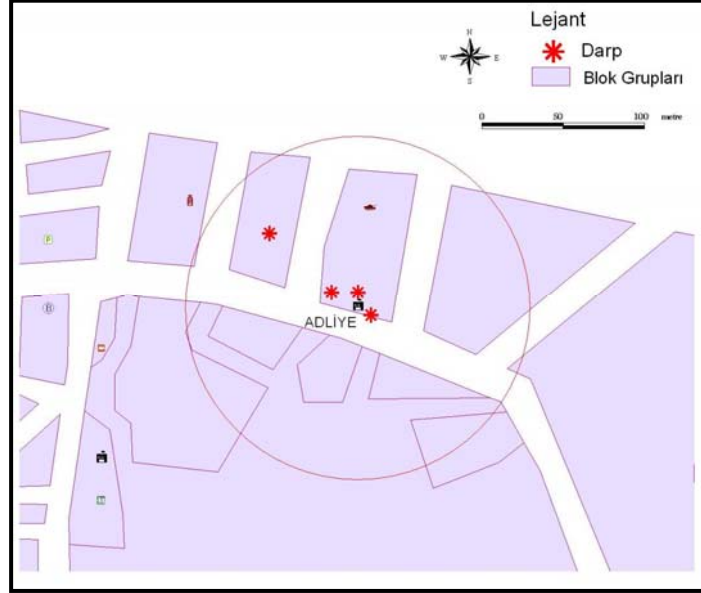 Lejant
N
W E
S
Darp
Blok Grupları
0 50 100 metre
P
B
ADLİYE